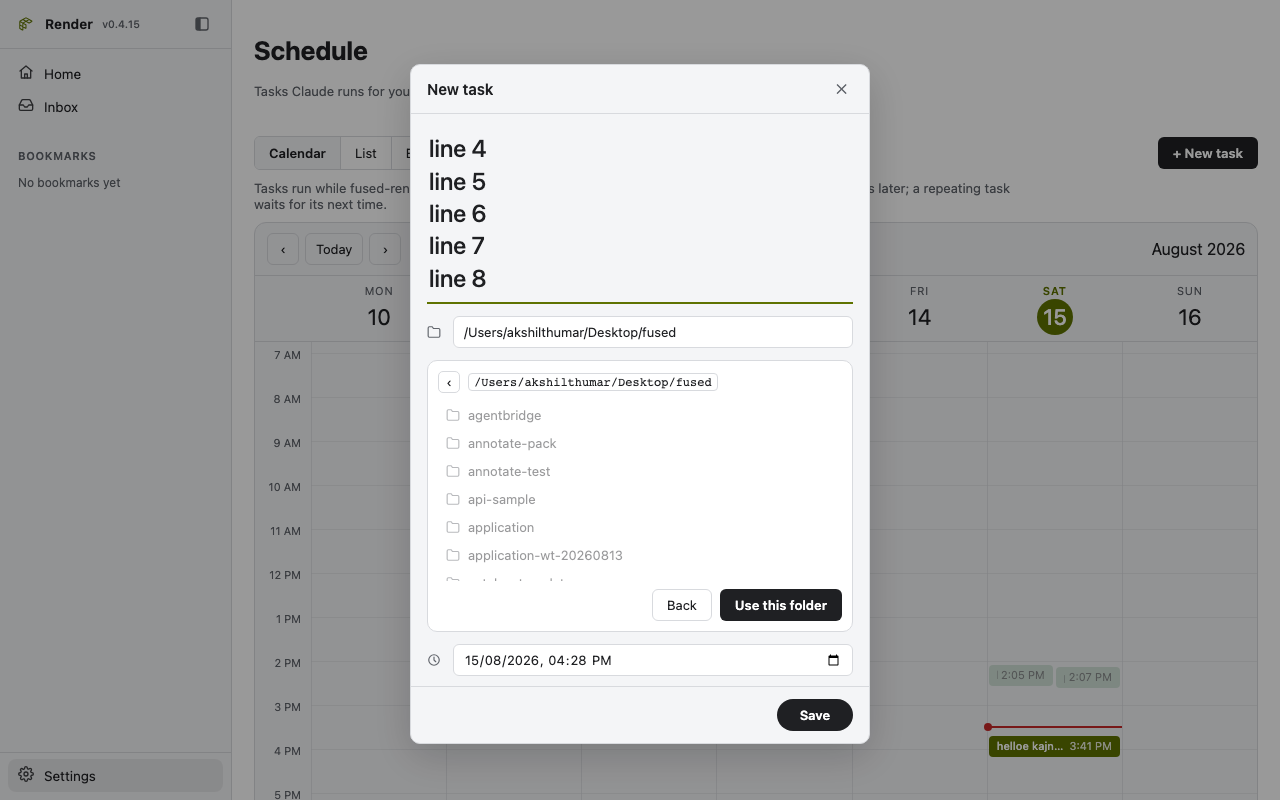 Render v0.4.15
Home
Inbox
BOOKMARKS
No bookmarks yet
Settings
Schedule
Tasks Claude runs for you
Calendar List
+ New task
Tasks run while fused-ren
s later; a repeating task
waits for its next time.
‹ Today ›
August 2026
MON
10
FRI
14
SAT
15
SUN
16
7 AM
8 AM
9 AM
10 AM
11 AM
12 PM
1 PM
2 PM
3 PM
4 PM
5 PM
2:05 PM
2:07 PM
helloe kajn... 3:41 PM
New task
line 4
line 5
line 6
line 7
line 8
/Users/akshilthumar/Desktop/fused
‹ /Users/akshilthumar/Desktop/fused
agentbridge
annotate-pack
annotate-test
api-sample
application
application-wt-20260813
Back
Use this folder
15/08/2026, 04:28 PM
Save